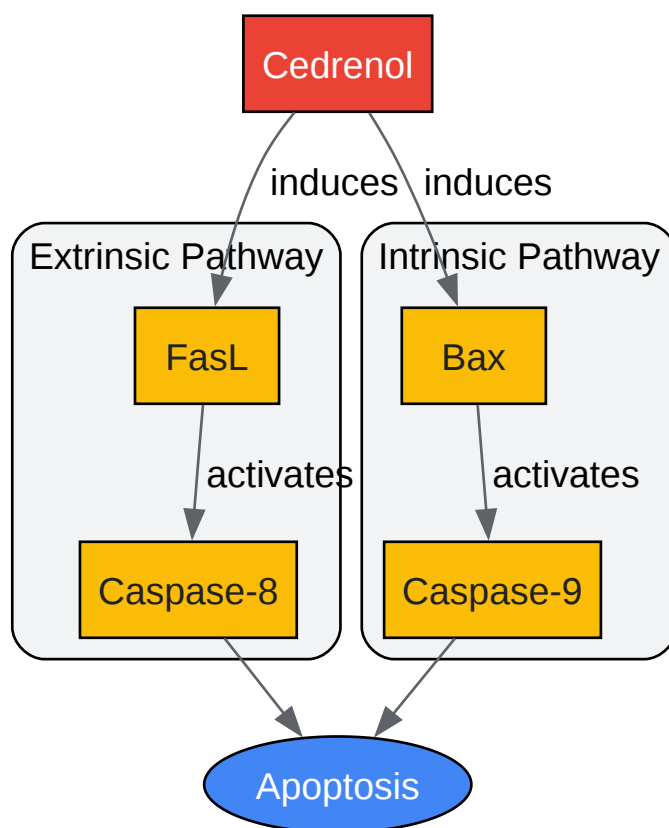 Cedrenol
induces
induces
Extrinsic Pathway
Intrinsic Pathway
FasL
Bax
activates
activates
Caspase-8
Caspase-9
Apoptosis